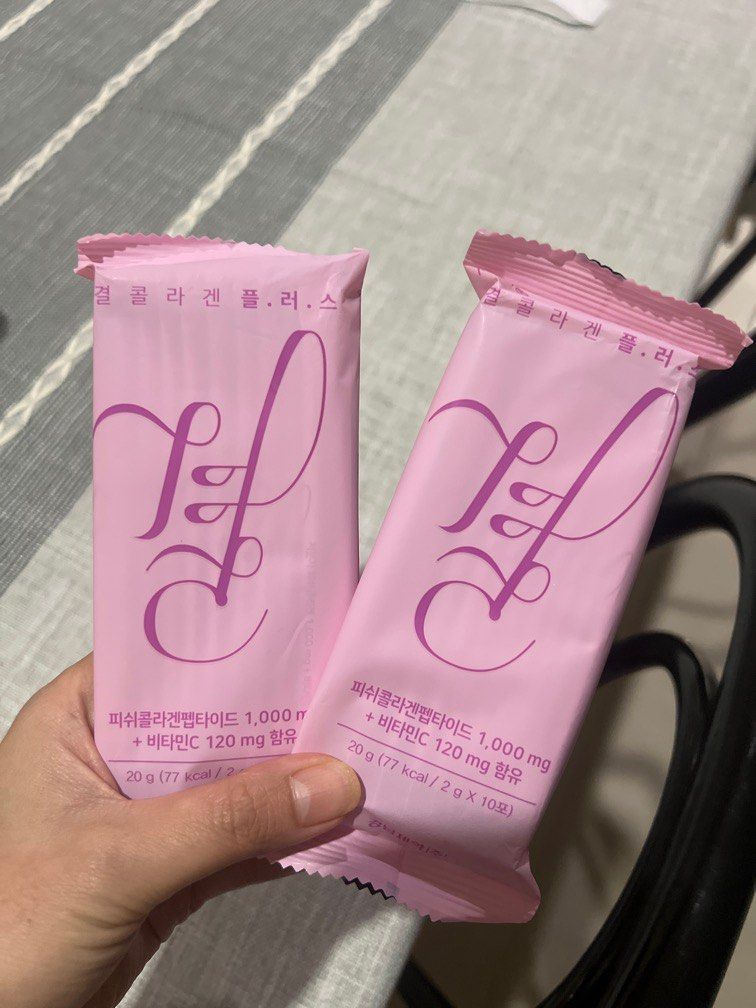 결콜라겐 플.러.스
결
피쉬콜라겐펩타이드 1,000 m
+ 비타민C 120 mg 함유
20 g (77 kcal / 2
결콜라겐 플.러.스
결
피쉬콜라겐펩타이드 1,000 mg
+ 비타민C 120 mg 함유
20 g (77 kcal / 2 g X 10포)